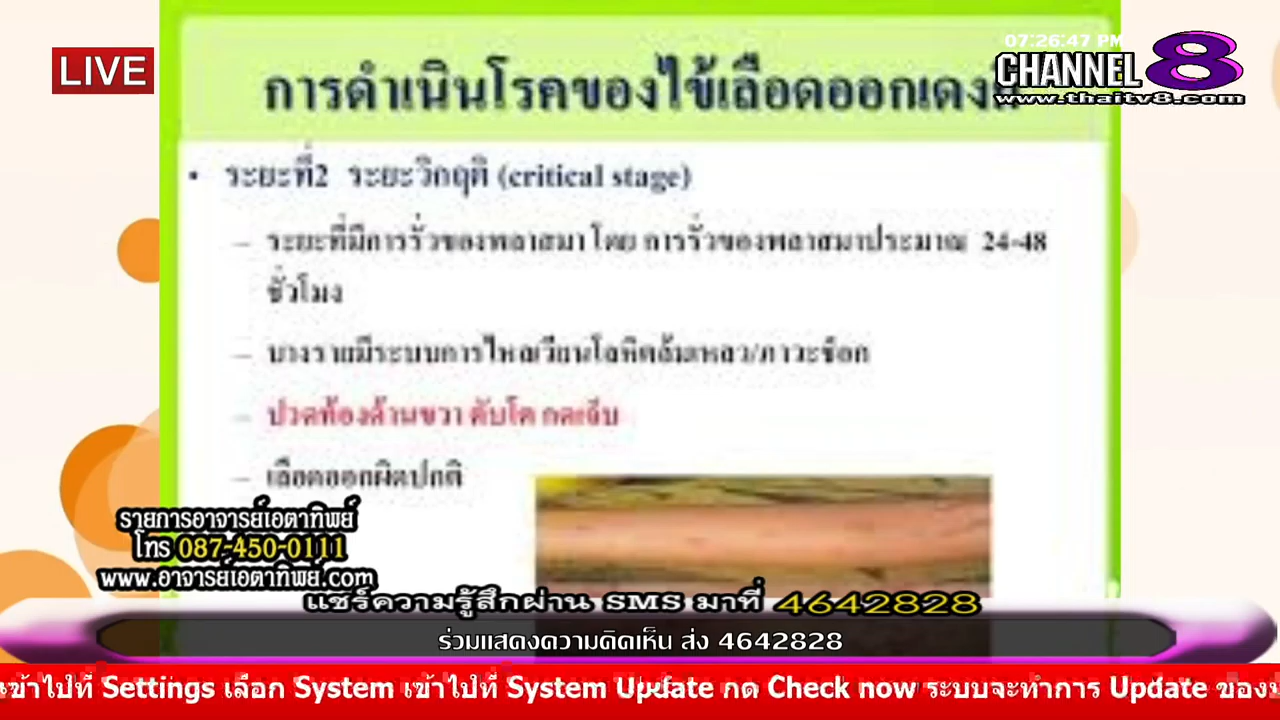 LIVE
07:26:47 PM
CHANNEL 8
www.thaitv8.com
การดำเนินโรคของไข้เลือดออกเดงกี
• ระยะที่2 ระยะวิกฤติ (critical stage)
– ระยะที่มีการรั่วของพลาสมา โดย การรั่วของพลาสมาประมาณ 24-48
ชั่วโมง
– บางรายมีระบบการไหลเวียนโลหิตล้มเหลว/ภาวะช็อก
– ปวดท้องด้านขวา ตับโต กดเจ็บ
– เลือดออกผิดปกติ
รายการอาจารย์เอตาทิพย์
โทร 087-450-0111
www.อาจารย์เอตาทิพย์.com
แชร์ความรู้สึกผ่าน SMS มาที่ 4642828
ร่วมแสดงความคิดเห็น ส่ง 4642828
เข้าไปที่ Settings เลือก System เข้าไปที่ System Update กด Check now ระบบจะทำการ Update ของ